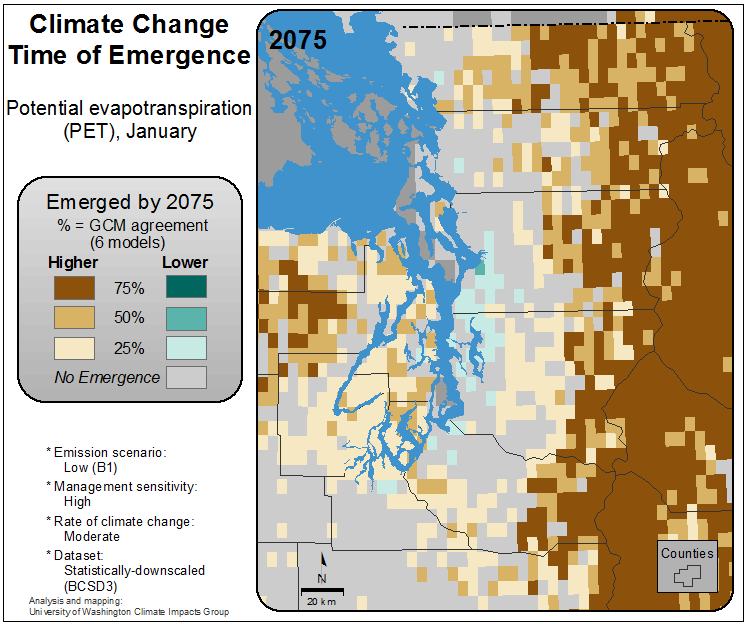 Climate Change
Time of Emergence
Potential evapotranspiration
(PET), January
Emerged by 2075
% = GCM agreement
(6 models)
Higher Lower
75%
50%
25%
No Emergence
* Emission scenario:
Low (B1)
* Management sensitivity:
High
* Rate of climate change:
Moderate
* Dataset:
Statistically-downscaled
(BCSD3)
Analysis and mapping:
University of Washington Climate Impacts Group
2075
N
20 km
Counties